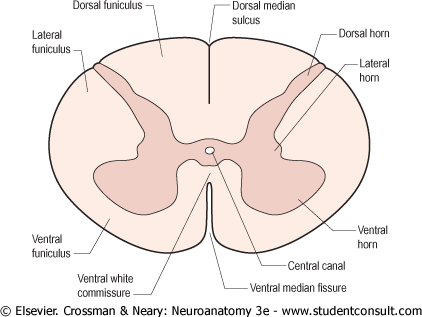 Dorsal funiculus
Dorsal median
sulcus
Lateral
funiculus
Dorsal horn
Lateral
horn
Ventral
funiculus
Ventral
horn
Ventral white
commissure
Central canal
Ventral median fissure
© Elsevier. Crossman & Neary: Neuroanatomy 3e - www.studentconsult.com